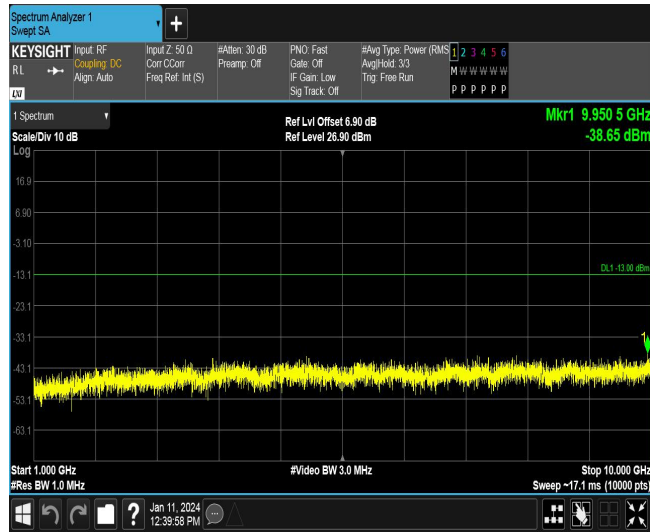 Spectrum Analyzer 1
Swept SA
+
KEYSIGHT
RL
LXI
Input: RF
Coupling: DC
Align: Auto
Input Z: 50 Ω
Corr CCorr
Freq Ref: Int (S)
#Atten: 30 dB
Preamp: Off
PNO: Fast
Gate: Off
IF Gain: Low
Sig Track: Off
#Avg Type: Power (RMS
Avg|Hold: 3/3
Trig: Free Run
1 2 3 4 5 6
M W W W W W
P P P P P P
1 Spectrum
Scale/Div 10 dB
Log
Ref Lvl Offset 6.90 dB
Ref Level 26.90 dBm
Mkr1 9.950 5 GHz
-38.65 dBm
16.9
6.90
-3.10
-13.1
DL1 -13.00 dBm
-23.1
-33.1
1
-43.1
-53.1
-63.1
Start 1.000 GHz
#Res BW 1.0 MHz
#Video BW 3.0 MHz
Stop 10.000 GHz
Sweep ~17.1 ms (10000 pts)
?
Jan 11, 2024
12:39:58 PM